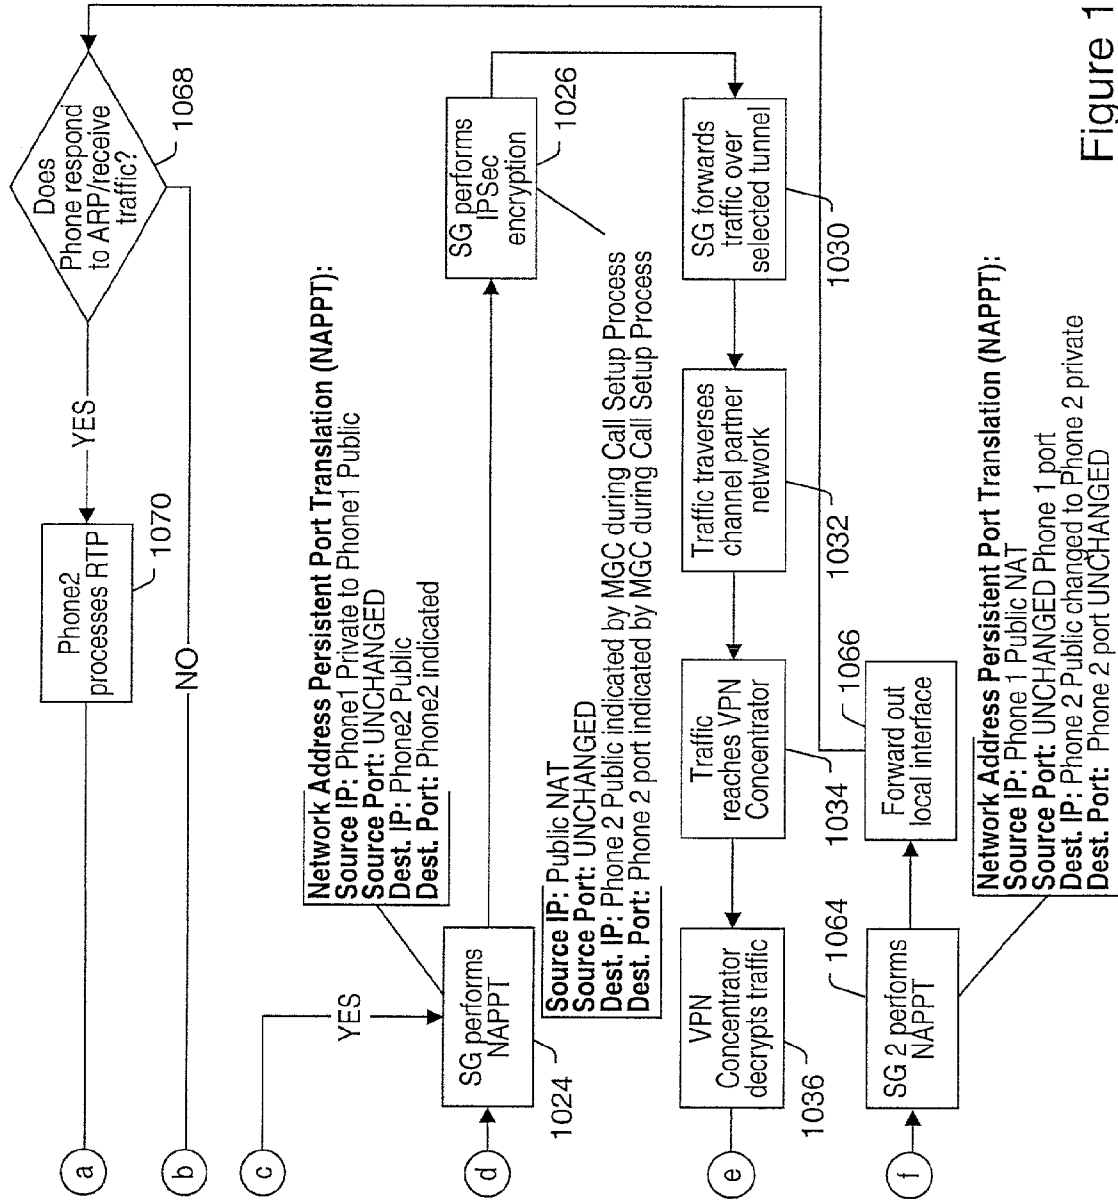 a
Phone2
processes RTP
1070
YES
Does
Phone respond
to ARP/receive
traffic?
1068
b
NO
c
YES
Network Address Persistent Port Translation (NAPPT):
Source IP: Phone1 Private to Phone1 Public
Source Port: UNCHANGED
Dest. IP: Phone2 Public
Dest. Port: Phone2 indicated
d
SG performs
NAPPT
1024
SG performs
IPSec
encryption
1026
Source IP: Public NAT
Source Port: UNCHANGED
Dest. IP: Phone 2 Public indicated by MGC during Call Setup Process
Dest. Port: Phone 2 port indicated by MGC during Call Setup Process
e
VPN
Concentrator
decrypts traffic
1036
Traffic
reaches VPN
Concentrator
1034
Traffic traverses
channel partner
network
1032
SG forwards
traffic over
selected tunnel
1030
f
SG 2 performs
NAPPT
1064
Forward out
local interface
1066
Network Address Persistent Port Translation (NAPPT):
Source IP: Phone 1 Public NAT
Source Port: UNCHANGED Phone 1 port
Dest. IP: Phone 2 Public changed to Phone 2 private
Dest. Port: Phone 2 port UNCHANGED
Figure 1